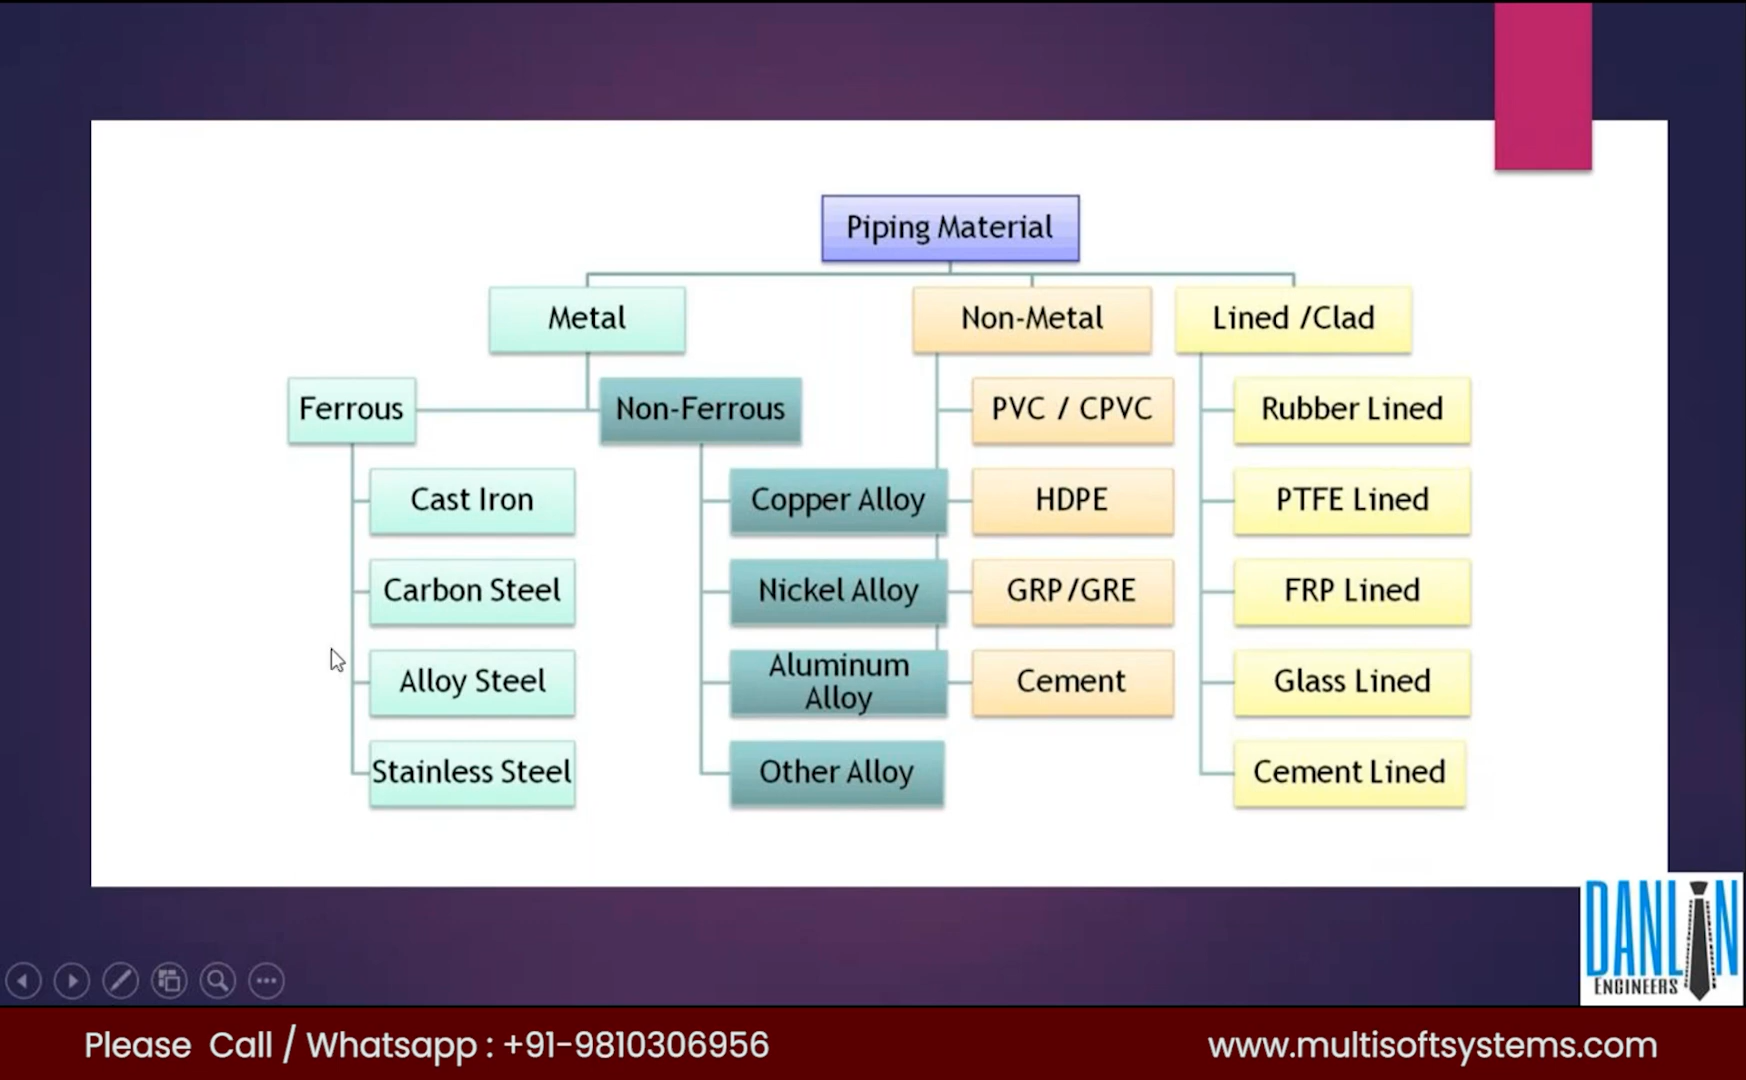 Piping Material
Metal
Non-Metal
Lined /Clad
Ferrous
Non-Ferrous
PVC / CPVC
Rubber Lined
Cast Iron
Copper Alloy
HDPE
PTFE Lined
Carbon Steel
Nickel Alloy
GRP/GRE
FRP Lined
Alloy Steel
Aluminum
Alloy
Cement
Glass Lined
Stainless Steel
Other Alloy
Cement Lined
DANLIN
ENGINEERS
Please Call / Whatsapp : +91-9810306956
www.multisoftsystems.com